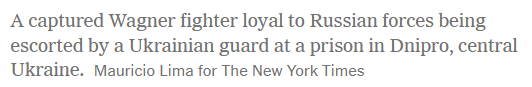 A captured Wagner fighter loyal to Russian forces being
escorted by a Ukrainian guard at a prison in Dnipro, central
Ukraine. Mauricio Lima for The New York Times